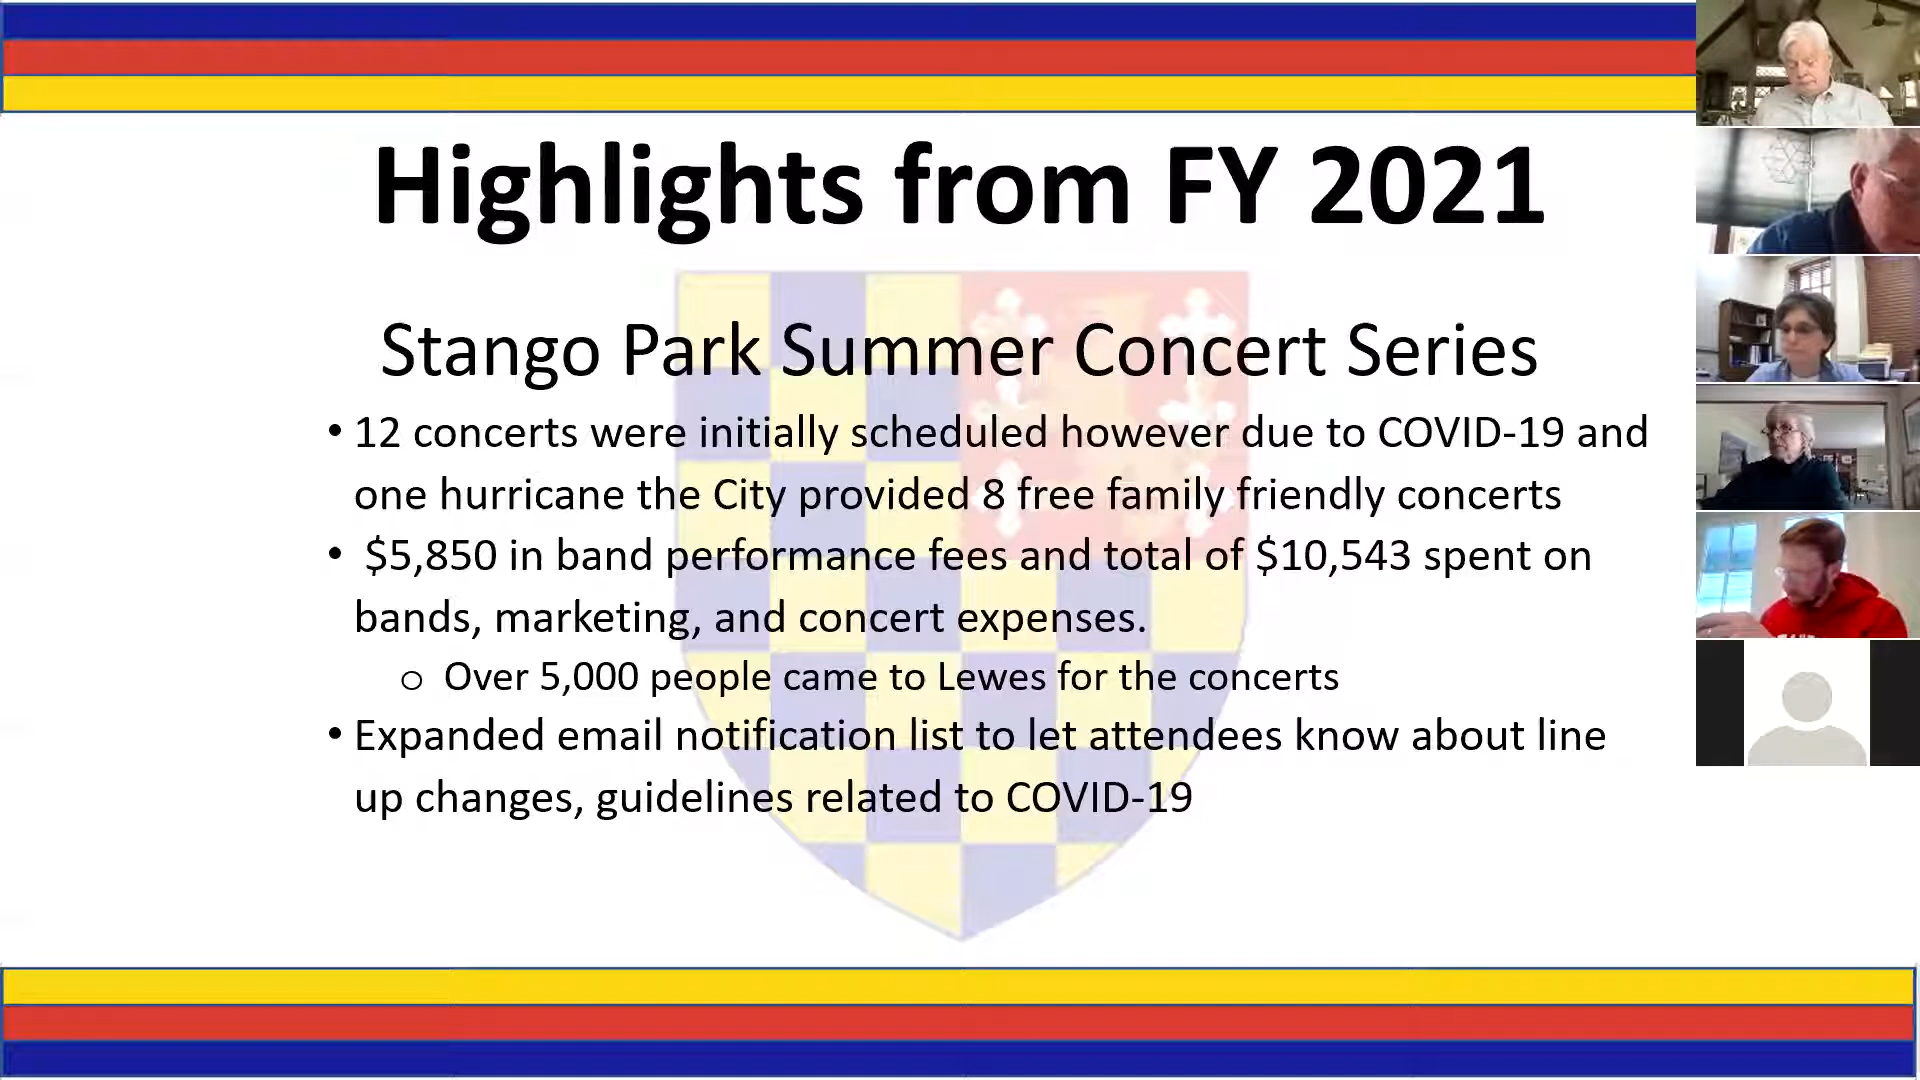 Highlights from FY 2021
Stango Park Summer Concert Series
• 12 concerts were initially scheduled however due to COVID-19 and
one hurricane the City provided 8 free family friendly concerts
• $5,850 in band performance fees and total of $10,543 spent on
bands, marketing, and concert expenses.
o Over 5,000 people came to Lewes for the concerts
• Expanded email notification list to let attendees know about line
up changes, guidelines related to COVID-19